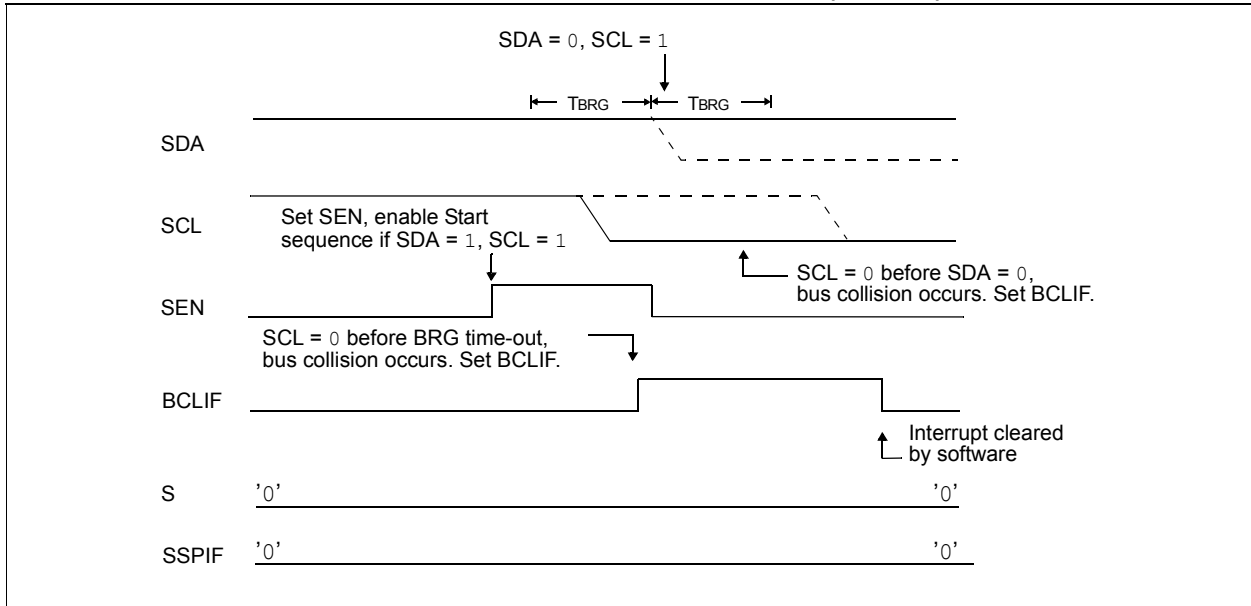 SDA = 0, SCL = 1
TBRG TBRG
SDA
SCL
Set SEN, enable Start
sequence if SDA = 1, SCL = 1
SCL = 0 before SDA = 0,
bus collision occurs. Set BCLIF.
SEN
SCL = 0 before BRG time-out,
bus collision occurs. Set BCLIF.
BCLIF
Interrupt cleared
by software
S '0' '0'
SSPIF '0' '0'